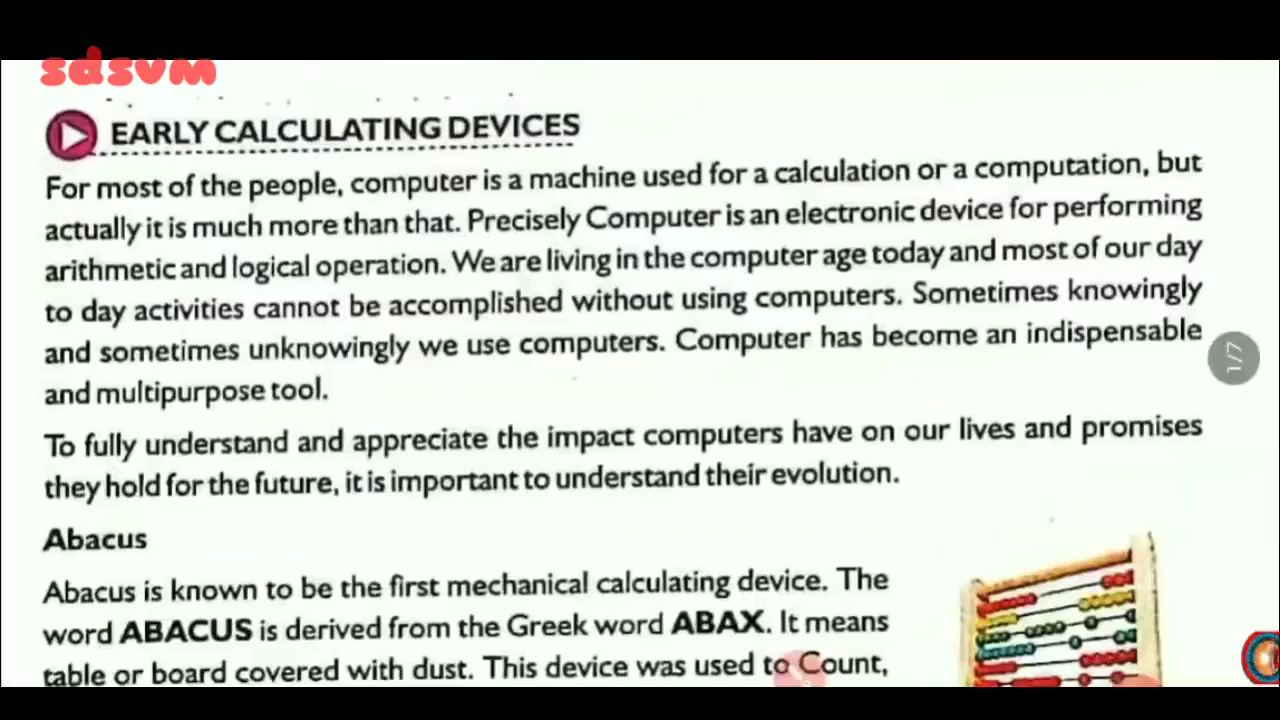 sdsvm
EARLY CALCULATING DEVICES
For most of the people, computer is a machine used for a calculation or a computation, but
actually it is much more than that. Precisely Computer is an electronic device for performing
arithmetic and logical operation. We are living in the computer age today and most of our day
to day activities cannot be accomplished without using computers. Sometimes knowingly
and sometimes unknowingly we use computers. Computer has become an indispensable
and multipurpose tool.
To fully understand and appreciate the impact computers have on our lives and promises
they hold for the future, it is important to understand their evolution.
Abacus
Abacus is known to be the first mechanical calculating device. The
word ABACUS is derived from the Greek word ABAX. It means
table or board covered with dust. This device was used to Count,
1/7